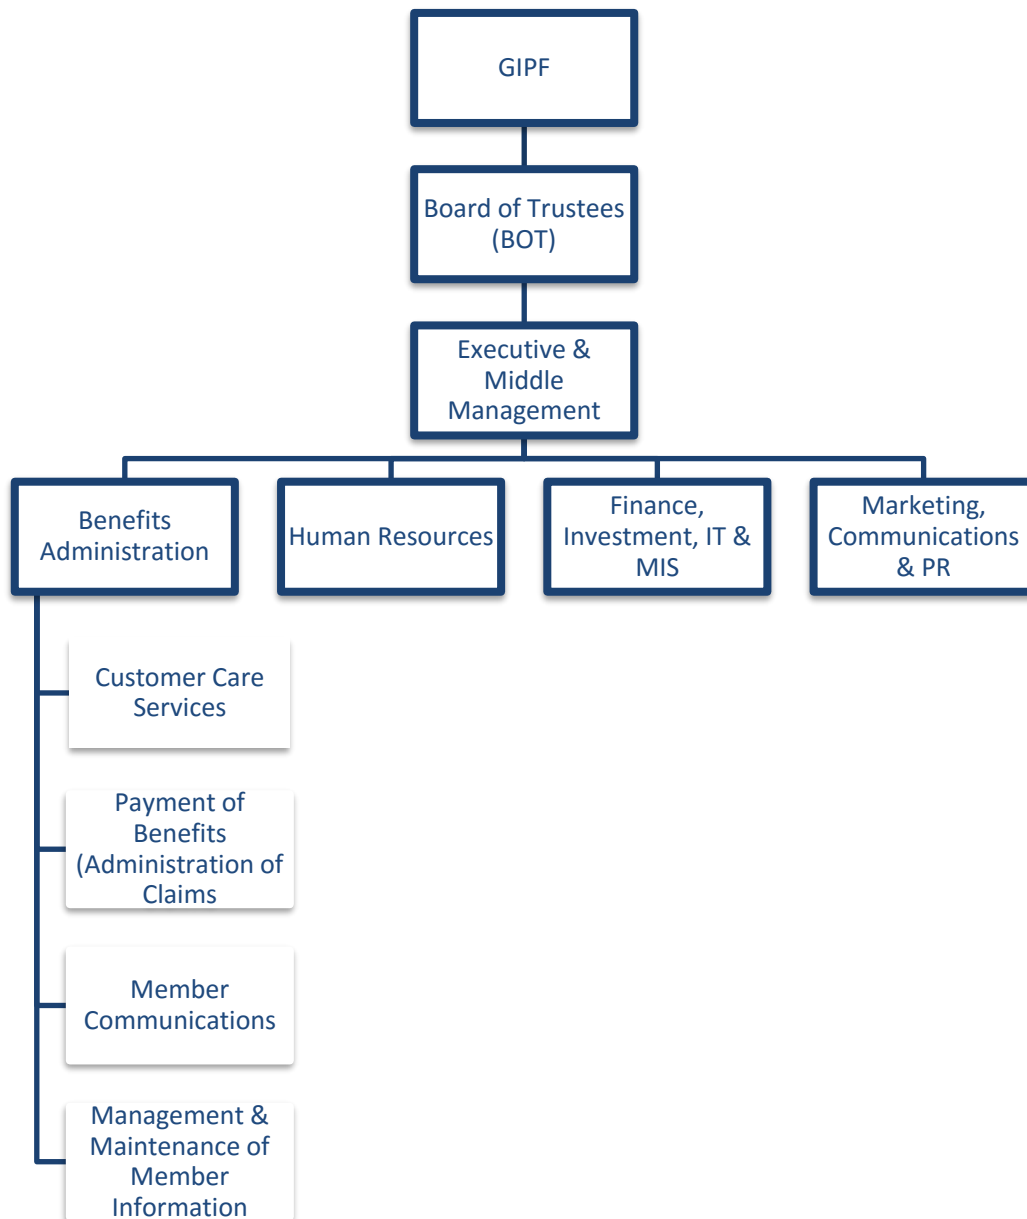 GIPF
Board of Trustees
(BOT)
Executive &
Middle
Management
Benefits
Administration
Human Resources
Finance,
Investment, IT &
MIS
Marketing,
Communications
& PR
Customer Care
Services
Payment of
Benefits
(Administration of
Claims
Member
Communications
Management &
Maintenance of
Member
Information